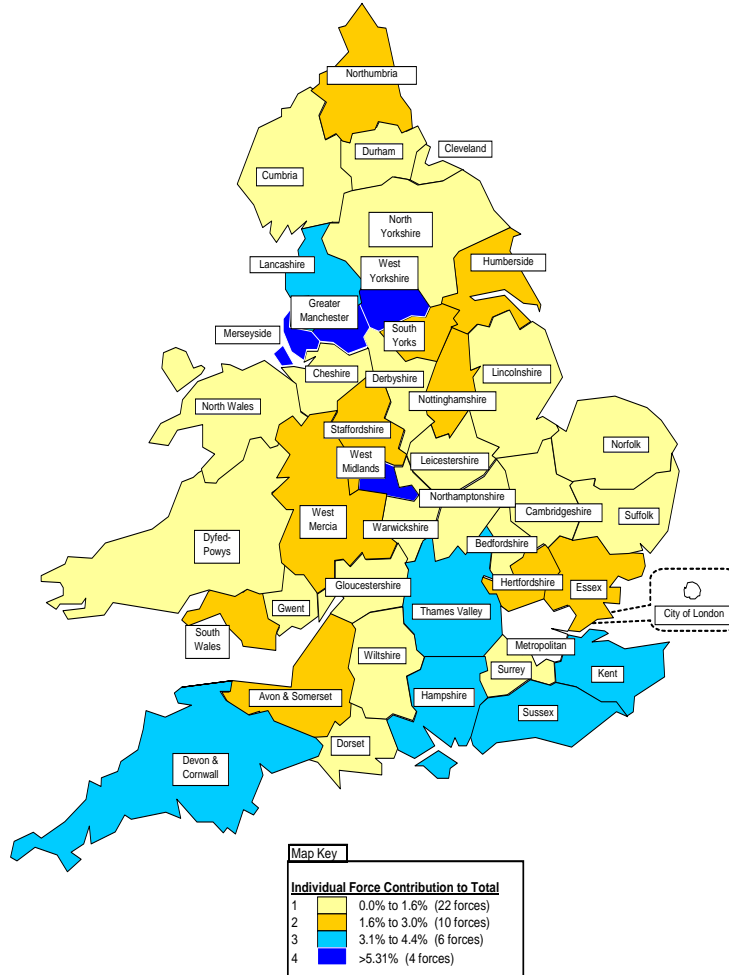 Northumbria
Cleveland
Durham
Cumbria
North
Yorkshire
Lancashire
West
Yorkshire
Humberside
Greater
Manchester
Merseyside
South
Yorks
Cheshire
Derbyshire
Lincolnshire
North Wales
Nottinghamshire
Staffordshire
Norfolk
West
Midlands
Leicestershire
Northamptonshire
Cambridgeshire
Suffolk
West
Mercia
Warwickshire
Dyfed-
Powys
Bedfordshire
Gloucestershire
Hertfordshire
Essex
Gwent
Thames Valley
City of London
South
Wales
Metropolitan
Wiltshire
Surrey
Kent
Avon & Somerset
Hampshire
Sussex
Dorset
Devon &
Cornwall
Map Key
Individual Force Contribution to Total
1 0.0% to 1.6% (22 forces)
2 1.6% to 3.0% (10 forces)
3 3.1% to 4.4% (6 forces)
4 >5.31% (4 forces)